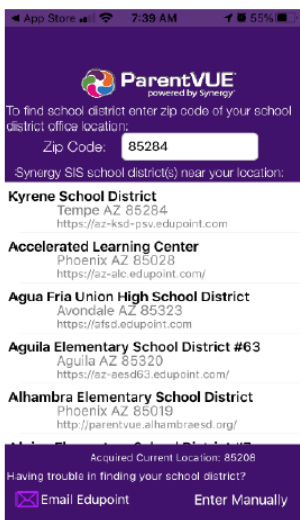 App Store
7:39 AM
55%
ParentVUE
powered by Synergy
To find school district enter zip code of your school
district office location:
Zip Code: 85284
Synergy SIS school district(s) near your location:
Kyrene School District
Tempe AZ 85284
https://az-ksd-psv.edupoint.com
Accelerated Learning Center
Phoenix AZ 85028
https://az-alc.edupoint.com/
Agua Fria Union High School District
Avondale AZ 85323
https://afsd.edupoint.com
Aguila Elementary School District #63
Aguila AZ 85320
https://az-aesd63.edupoint.com/
Alhambra Elementary School District
Phoenix AZ 85019
http://parentvue.alhambraesd.org/
Acquired Current Location: 85208
Having trouble in finding your school district?
Email Edupoint
Enter Manually